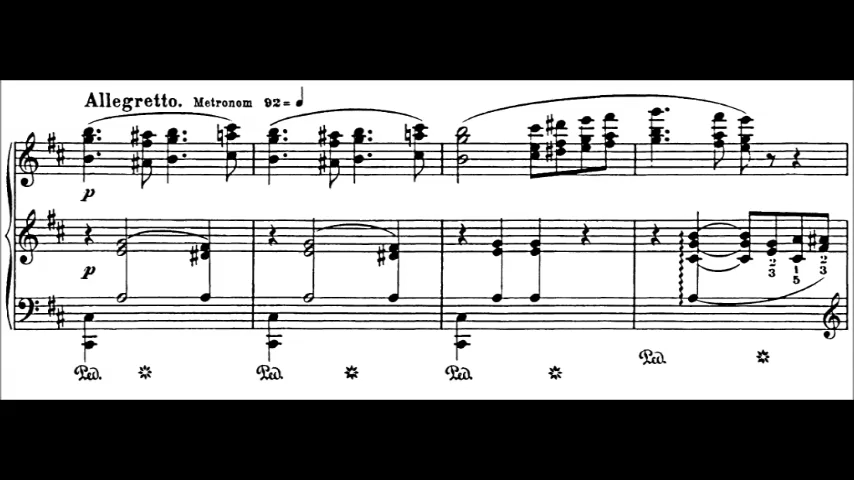 Allegretto. Metronom 92=
p
p
2 1 2
3 5 3
Ped. Ped. Ped. Ped.